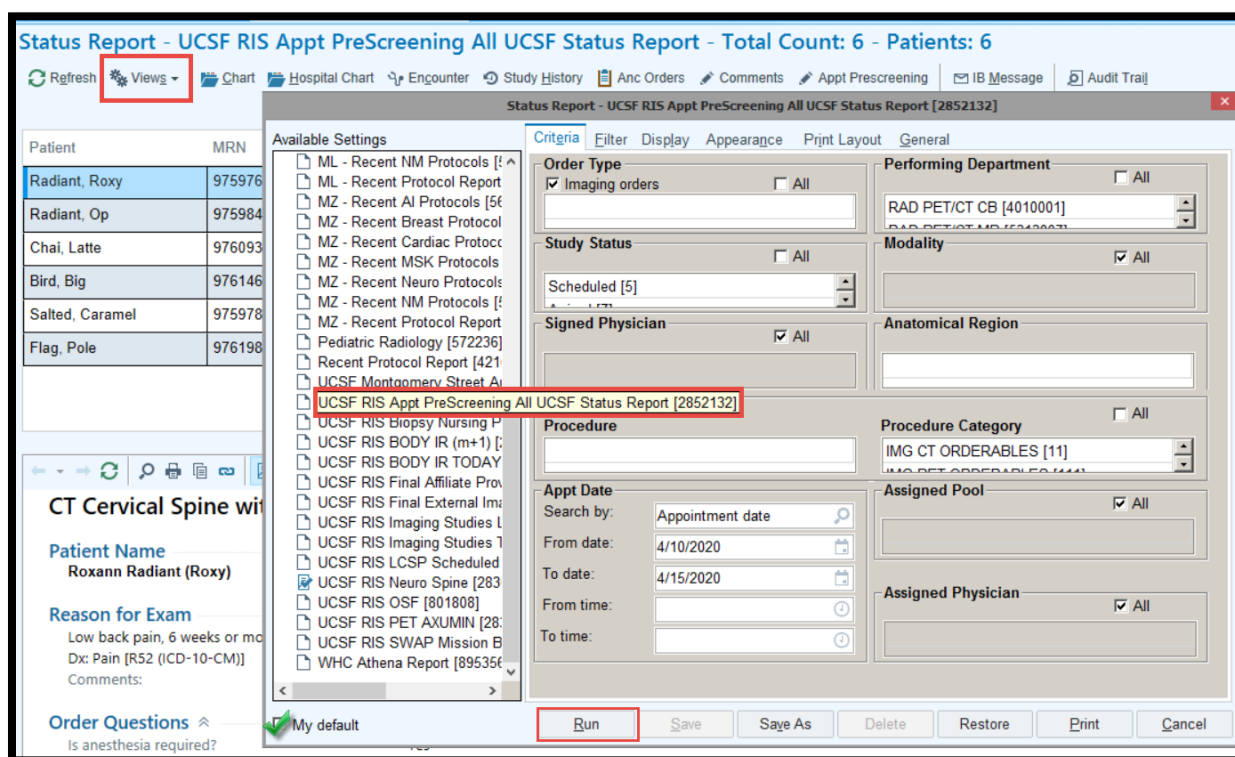 Status Report - UCSF RIS Appt PreScreening All UCSF Status Report - Total Count: 6 - Patients: 6
Refresh Views Chart Hospital Chart Encounter Study History Anc Orders Comments Appt Prescreening IB Message Audit Trail
Status Report - UCSF RIS Appt PreScreening All UCSF Status Report [2852132]
Patient MRN
Radiant, Roxy 975976
Radiant, Op 975984
Chai, Latte 976093
Bird, Big 976146
Salted, Caramel 975978
Flag, Pole 976198
Available Settings
ML - Recent NM Protocols [5
ML - Recent Protocol Report
MZ - Recent AI Protocols [56
MZ - Recent Breast Protocol
MZ - Recent Cardiac Protoco
MZ - Recent MSK Protocols
MZ - Recent Neuro Protocols
MZ - Recent NM Protocols [5
MZ - Recent Protocol Report
Pediatric Radiology [572236]
Recent Protocol Report [421
UCSF Montgomery Street A
UCSF RIS Appt PreScreening All UCSF Status Report [2852132]
UCSF RIS Biopsy Nursing P
UCSF RIS BODY IR (m+1) [
UCSF RIS BODY IR TODAY
UCSF RIS Final Affiliate Prov
UCSF RIS Final External Ima
UCSF RIS Imaging Studies L
UCSF RIS Imaging Studies T
UCSF RIS LCSP Scheduled
UCSF RIS Neuro Spine [283
UCSF RIS OSF [801808]
UCSF RIS PET AXUMIN [28
UCSF RIS SWAP Mission B
WHC Athena Report [895356
My default
Criteria Filter Display Appearance Print Layout General
Order Type
Imaging orders All
Performing Department
All
RAD PET/CT CB [4010001]
Study Status
All
Scheduled [5]
Modality
All
Signed Physician
All
Anatomical Region
Procedure
Procedure Category
All
IMG CT ORDERABLES [11]
Appt Date
Search by: Appointment date
From date: 4/10/2020
To date: 4/15/2020
From time:
To time:
Assigned Pool
All
Assigned Physician
All
Run Save Save As Delete Restore Print Cancel
CT Cervical Spine wit
Patient Name
Roxann Radiant (Roxy)
Reason for Exam
Low back pain, 6 weeks or mo
Dx: Pain [R52 (ICD-10-CM)]
Comments:
Order Questions
Is anesthesia required?